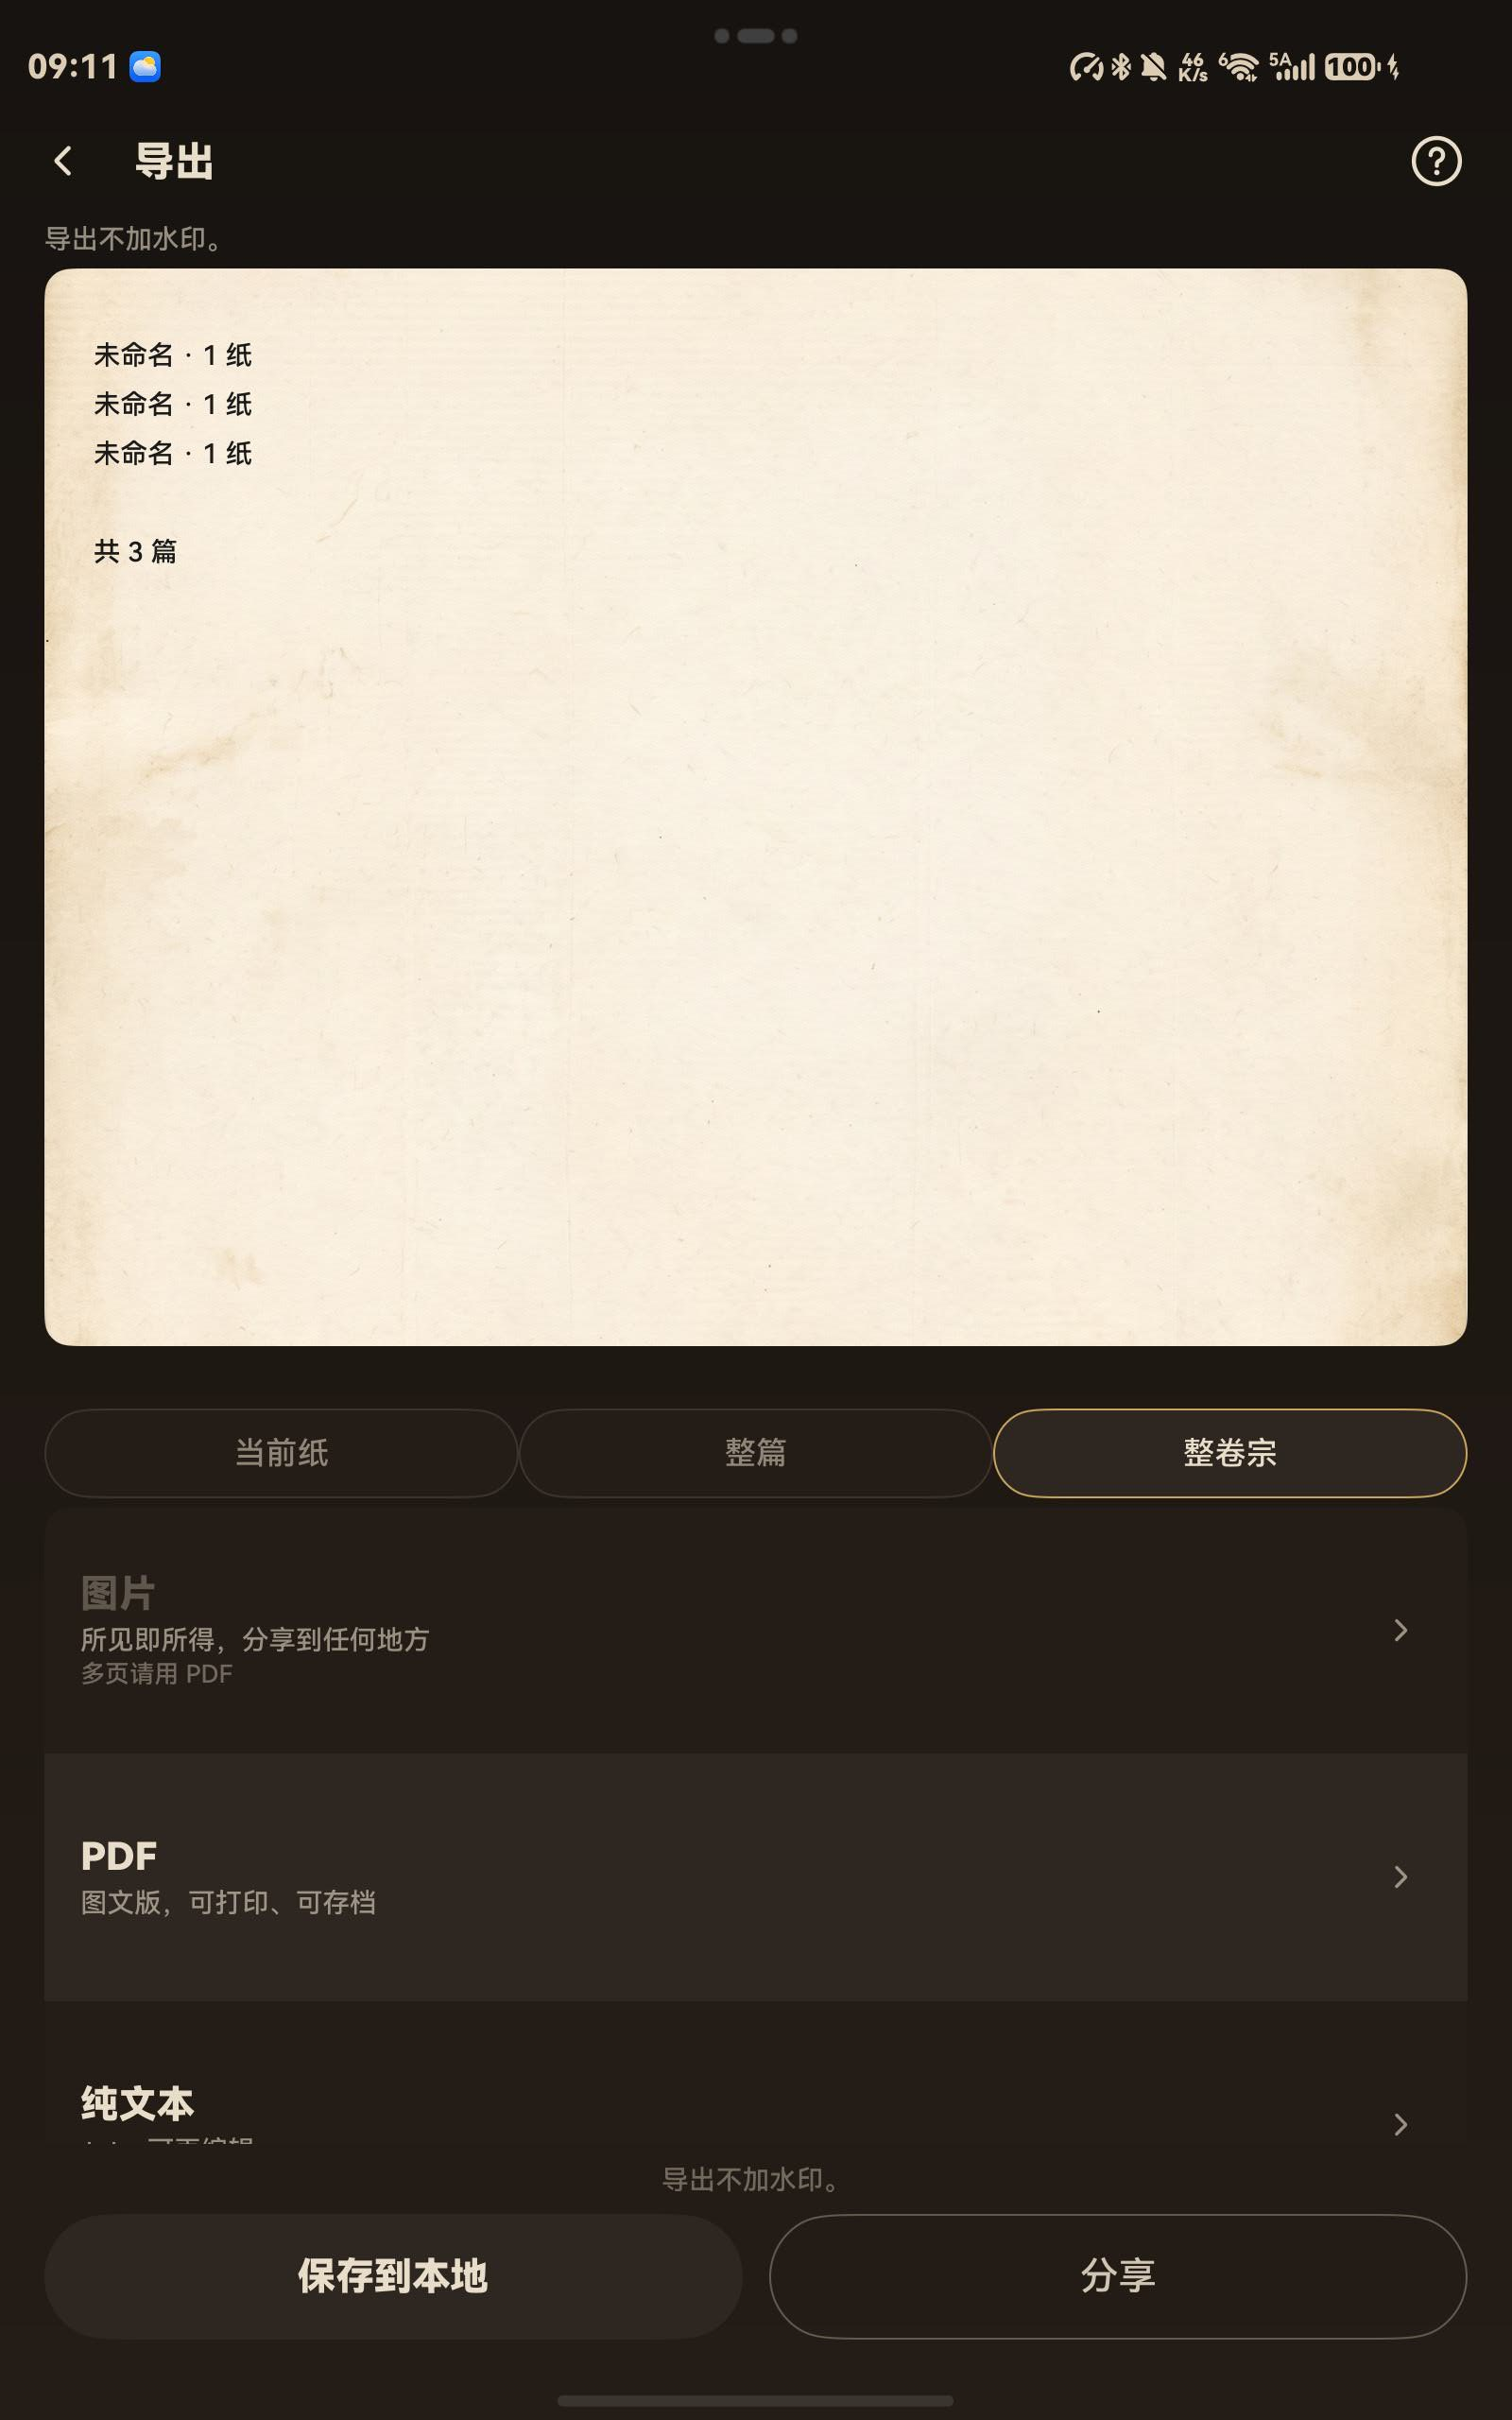 09:11
46 K/s 6 5A 100
导出
导出不加水印。
未命名 · 1 纸
未命名 · 1 纸
未命名 · 1 纸
共 3 篇
当前纸 整篇 整卷宗
图片
所见即所得，分享到任何地方
多页请用 PDF
PDF
图文版，可打印、可存档
纯文本
导出不加水印。
保存到本地 分享